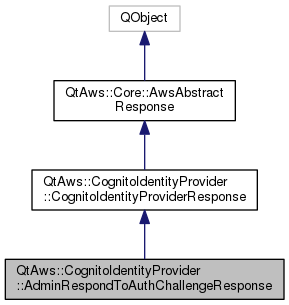 QObject
QtAws::Core::AwsAbstract
Response
QtAws::CognitoIdentityProvider
::CognitoIdentityProviderResponse
QtAws::CognitoIdentityProvider
::AdminRespondToAuthChallengeResponse